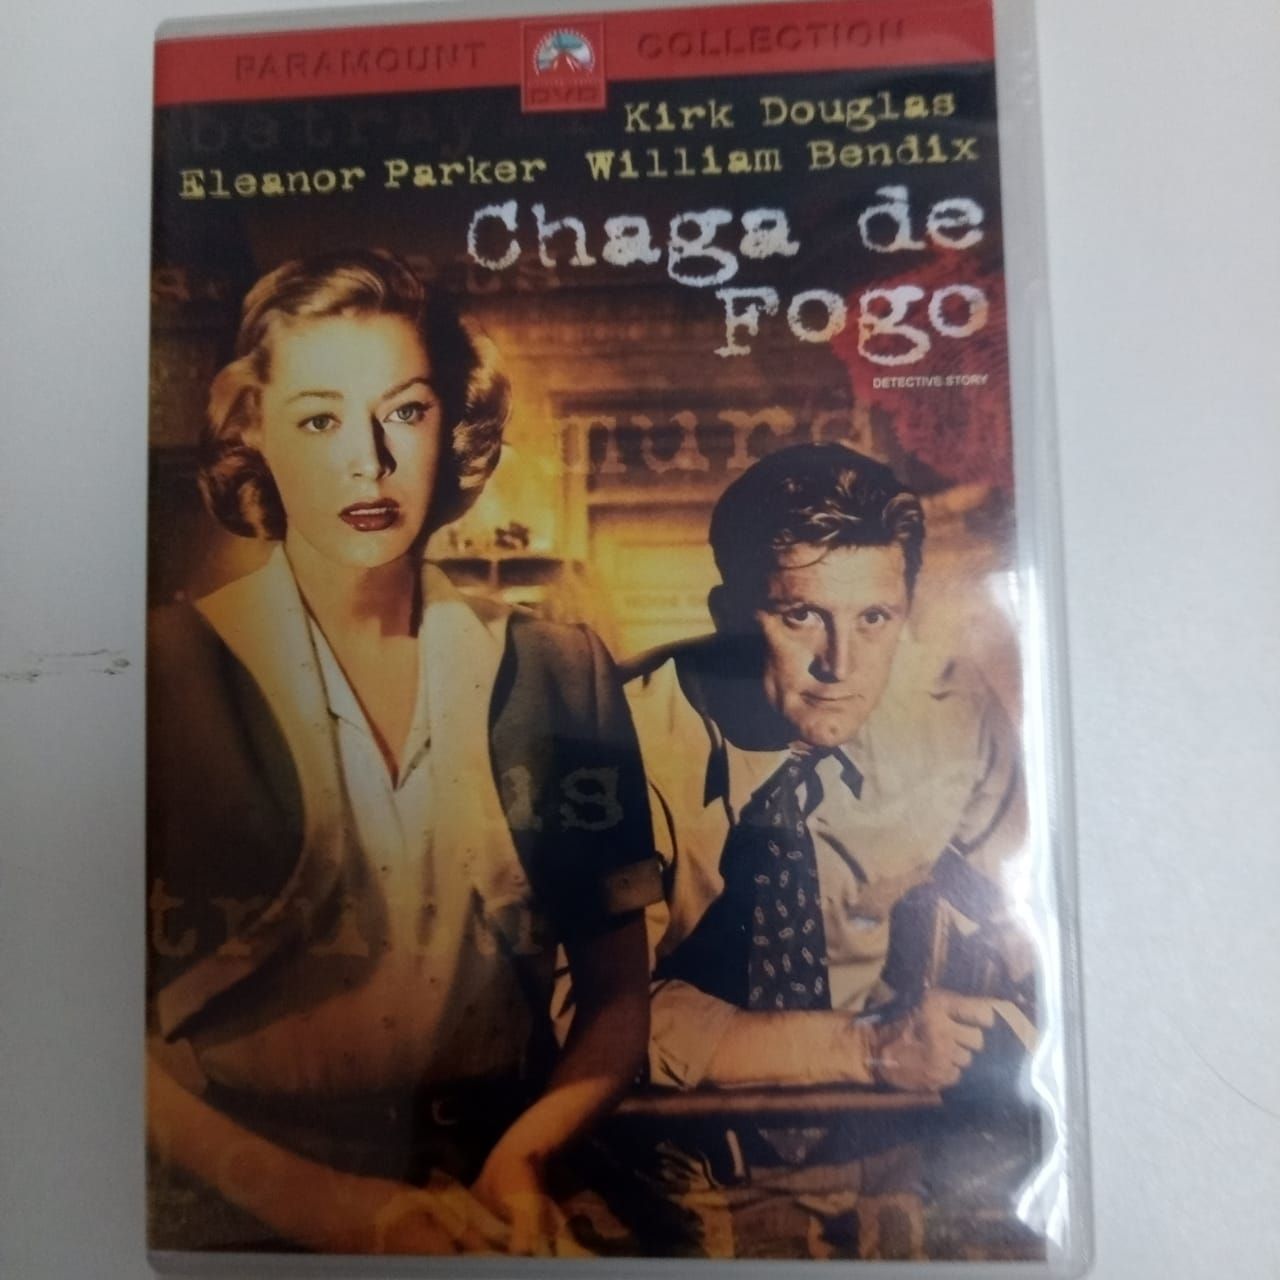 PARAMOUNT COLLECTION
DVD
Kirk Douglas
Eleanor Parker William Bendix
Chaga de
Fogo
DETECTIVE STORY